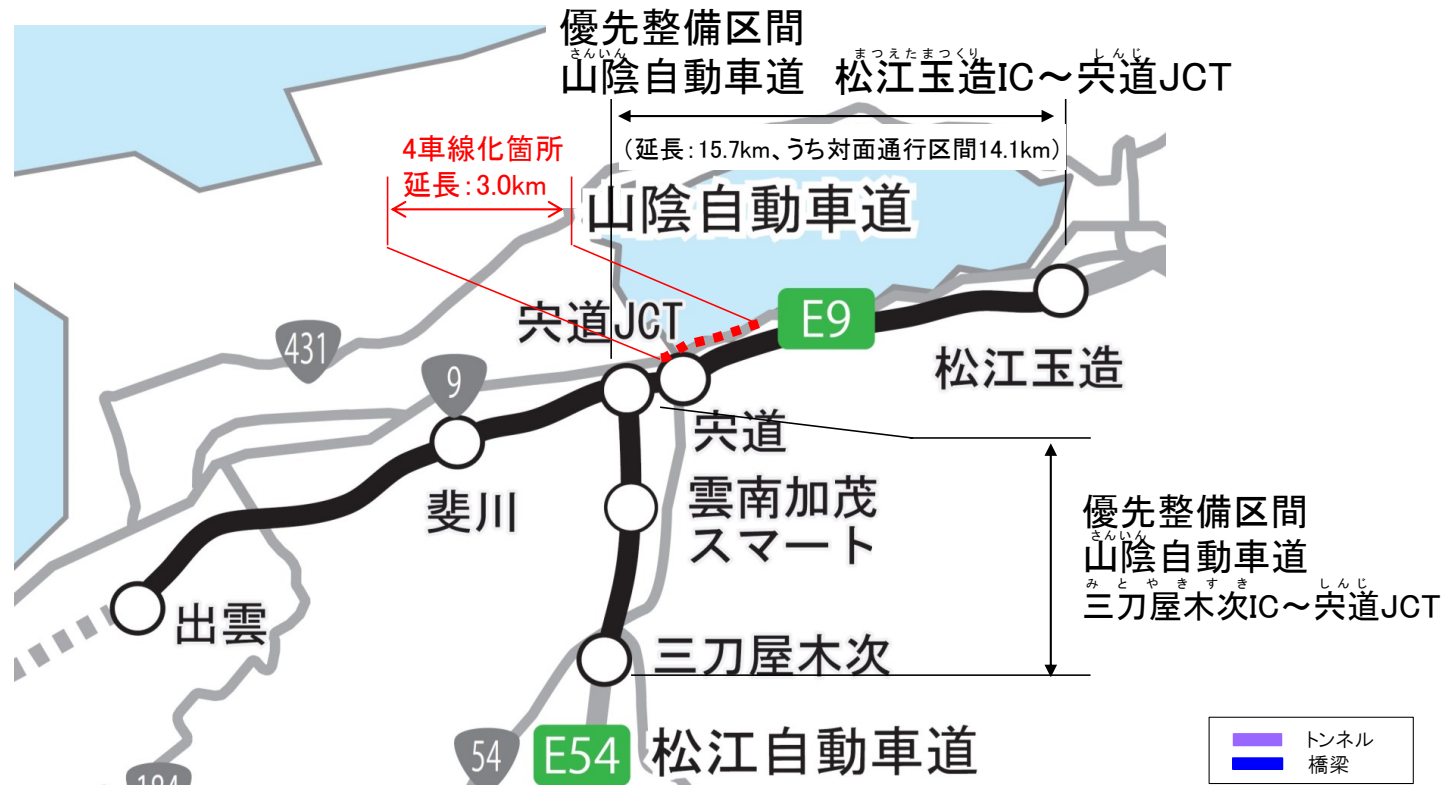 優先整備区間
さんいん
山陰自動車道
まつえたまつくり
しんじ
松江玉造IC~宍道JCT
(延長:15.7km、うち対面通行区間14.1km)
4車線化箇所
延長:3.0km
山陰自動車道
宍道JCT
E9
431
9
松江玉造
宍道
斐川
雲南加茂
スマート
出雲
三刀屋木次
優先整備区間
さんいん
山陰自動車道
みとやきすき
しんじ
三刀屋木次IC~宍道JCT
54
E54
松江自動車道
トンネル
橋梁